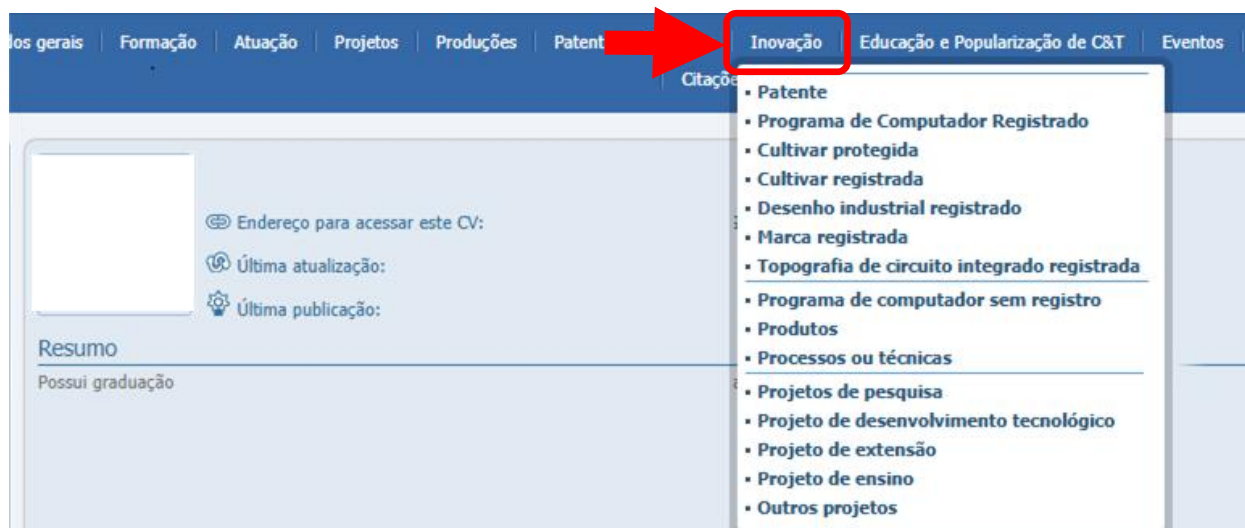 gerais Formação Atuação Projetos Produções Inovação Educação e Popularização de C&T Eventos
Patente
Programa de Computador Registrado
Cultivar protegida
Cultivar registrada
Desenho industrial registrado
Marca registrada
Topografia de circuito integrado registrada
Programa de computador sem registro
Produtos
Processos ou técnicas
Projetos de pesquisa
Projeto de desenvolvimento tecnológico
Projeto de extensão
Projeto de ensino
Outros projetos
Endereço para acessar este CV:
Última atualização:
Última publicação:
Resumo
Possui graduação